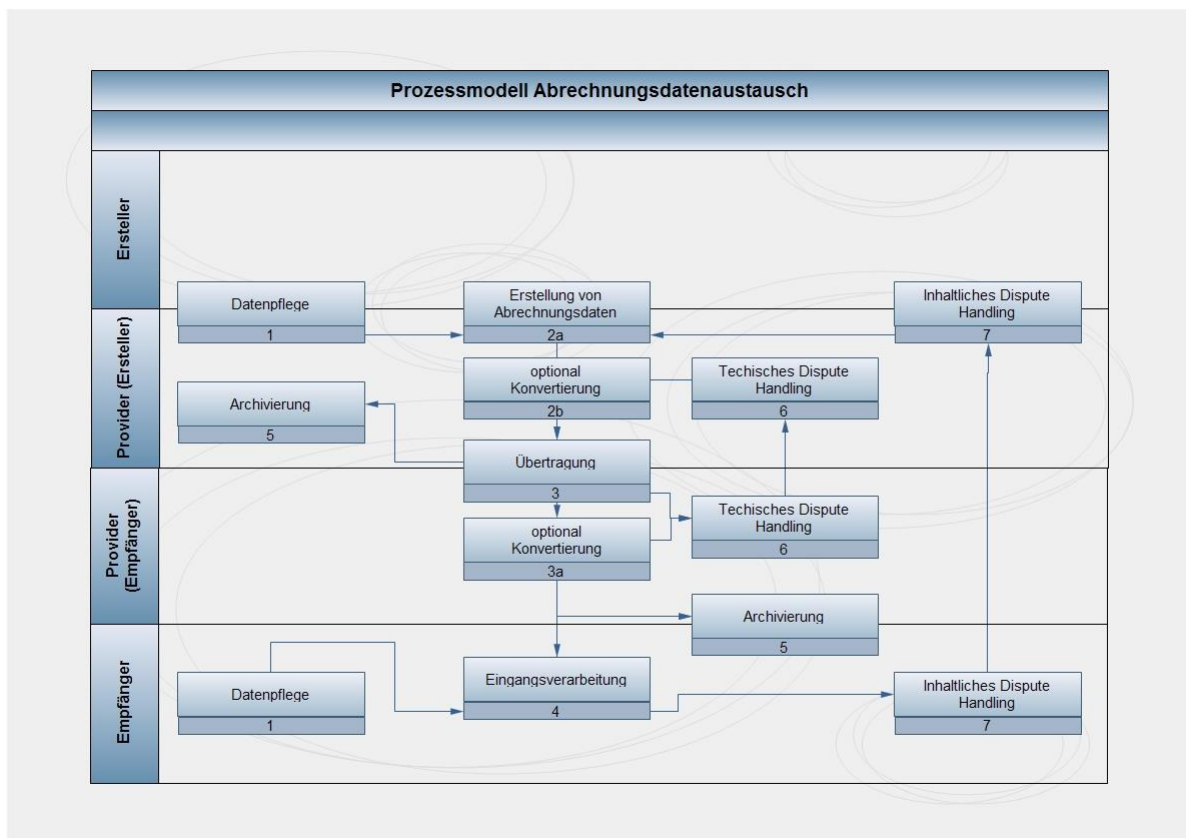 Prozessmodell Abrechnungsdatenaustausch
Ersteller
Datenpflege
1
Erstellung von
Abrechnungsdaten
2a
Inhaltliches Dispute
Handling
7
Provider (Ersteller)
optional
Konvertierung
2b
Techisches Dispute
Handling
6
Archivierung
5
Übertragung
3
Provider
(Empfänger)
Techisches Dispute
Handling
6
optional
Konvertierung
3a
Archivierung
5
Empfänger
Datenpflege
1
Eingangsverarbeitung
4
Inhaltliches Dispute
Handling
7